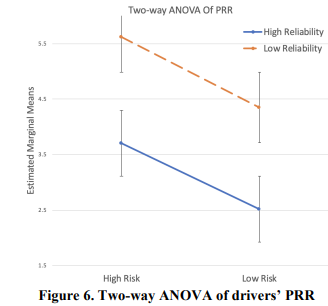 Two-way ANOVA Of PRR
High Reliability
Low Reliability
Estimated Marginal Means
5.5
4.5
3.5
2.5
1.5
High Risk
Low Risk
Figure 6. Two-way ANOVA of drivers' PRR